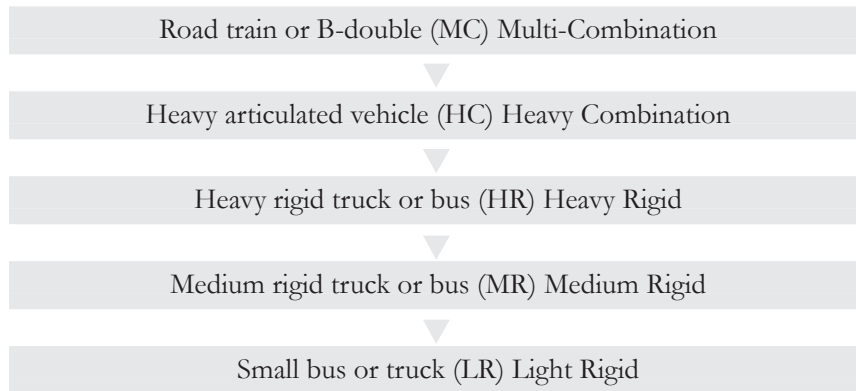 Road train or B-double (MC) Multi-Combination
Heavy articulated vehicle (HC) Heavy Combination
Heavy rigid truck or bus (HR) Heavy Rigid
Medium rigid truck or bus (MR) Medium Rigid
Small bus or truck (LR) Light Rigid